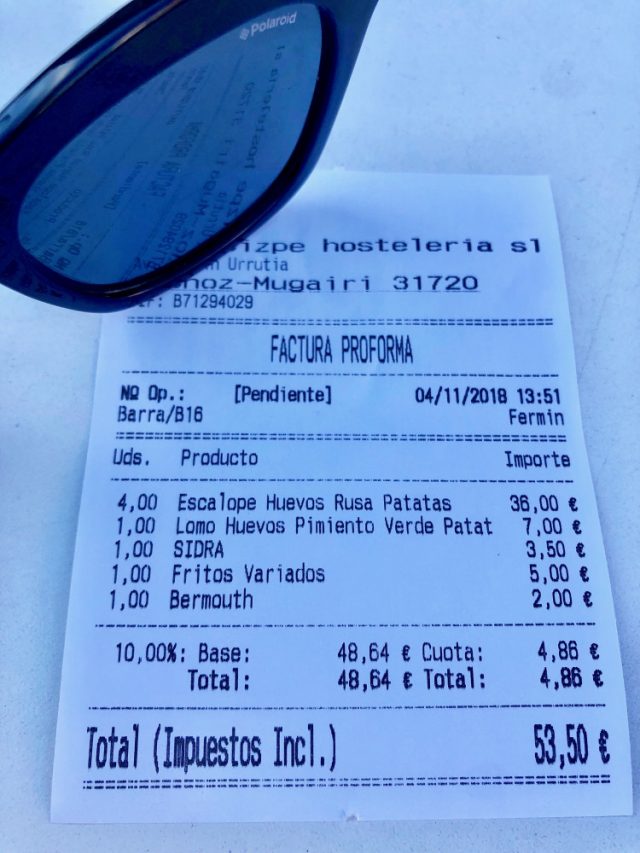 Polaroid
izpe hosteleria sl
Urrutia
noz-Mugairi 31720
B71294029
FACTURA PROFORMA
Nº Op.: [Pendiente] 04/11/2018 13:51
Barra/B16 Fermin
Uds. Producto Importe
4,00 Escalope Huevos Rusa Patatas 36,00 €
1,00 Lomo Huevos Pimiento Verde Patat 7,00 €
1,00 SIDRA 3,50 €
1,00 Fritos Variados 5,00 €
1,00 Bermouth 2,00 €
10,00%: Base: 48,64 € Cuota: 4,86 €
Total: 48,64 € Total: 4,86 €
Total (Impuestos Incl.) 53,50 €